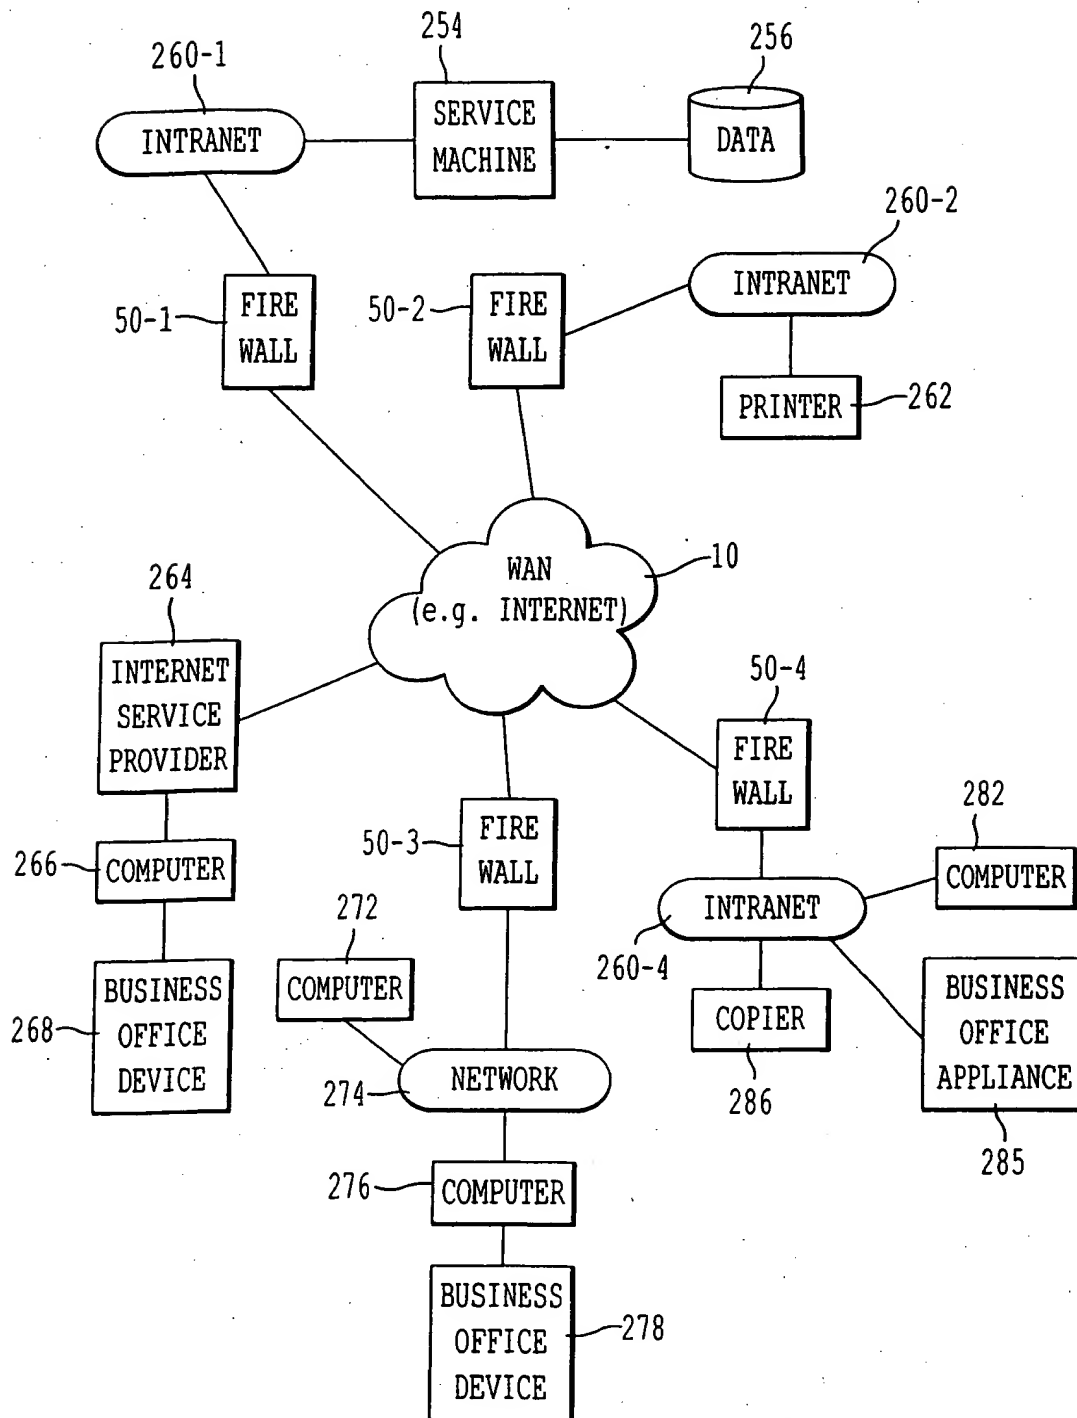 254
256
260-1
SERVICE
MACHINE
INTRANET
DATA
260-2
INTRANET
FIRE
WALL
50-1
FIRE
WALL
50-2
PRINTER
262
WAN
(e.g. INTERNET)
10
264
INTERNET
SERVICE
PROVIDER
50-4
FIRE
WALL
50-3
FIRE
WALL
282
COMPUTER
266
COMPUTER
INTRANET
260-4
272
COMPUTER
268
BUSINESS
OFFICE
DEVICE
COPIER
286
BUSINESS
OFFICE
APPLIANCE
285
274
NETWORK
276
COMPUTER
BUSINESS
OFFICE
DEVICE
278